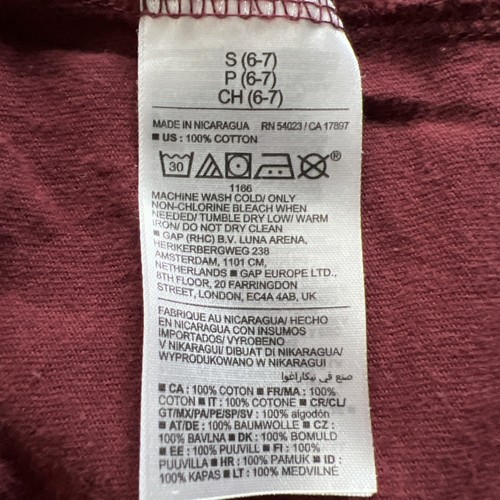 S (6-7)
P (6-7)
CH (6-7)
MADE IN NICARAGUA RN 54023 / CA 17897
■ US : 100% COTTON
30 ®
1166
MACHINE WASH COLD/ ONLY
NON-CHLORINE BLEACH WHEN
NEEDED/ TUMBLE DRY LOW/ WARM
IRON/ DO NOT DRY CLEAN
■ GAP (RHC) B.V. LUNA ARENA,
HERIKERBERGWEG 238
AMSTERDAM, 1101 CM,
NETHERLANDS ■ GAP EUROPE LTD.,
8TH FLOOR, 20 FARRINGDON
STREET, LONDON, EC4A 4AB, UK
FABRIQUE AU NICARAGUA/ HECHO
EN NICARAGUA CON INSUMOS
IMPORTADOS/ VYROBENO
V NIKARAGUI/ DIBUAT DI NIKARAGUA/
WYPRODUKOWANO W NIKARAGUI
صنع في نيكاراغوا
■ CA : 100% COTON ■ FR/MA : 100%
COTON ■ IT : 100% COTONE ■ CR/CL/
GT/MX/PA/PE/SP/SV : 100% algodón
■ AT/DE : 100% BAUMWOLLE ■ CZ :
100% BAVLNA ■ DK : 100% BOMULD
■ EE : 100% PUUVILL ■ FI : 100%
PUUVILLA ■ HR : 100% PAMUK ■ ID :
100% KAPAS ■ LT : 100% MEDVILNE